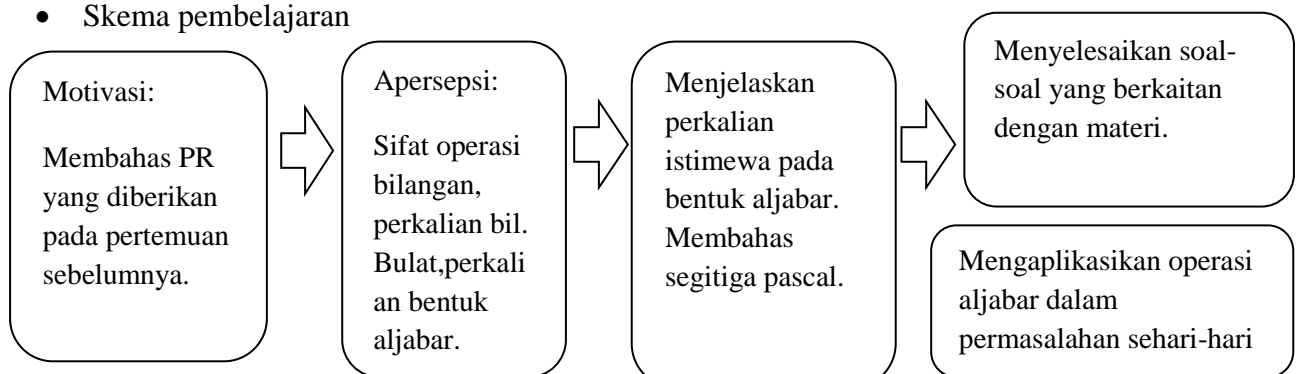 • Skema pembelajaran
Motivasi:
Membahas PR
yang diberikan
pada pertemuan
sebelumnya.
Apersepsi:
Sifat operasi
bilangan,
perkalian bil.
Bulat,perkali
an bentuk
aljabar.
Menjelaskan
perkalian
istimewa pada
bentuk aljabar.
Membahas
segitiga pascal.
Menyelesaikan soal-
soal yang berkaitan
dengan materi.
Mengaplikasikan operasi
aljabar dalam
permasalahan sehari-hari